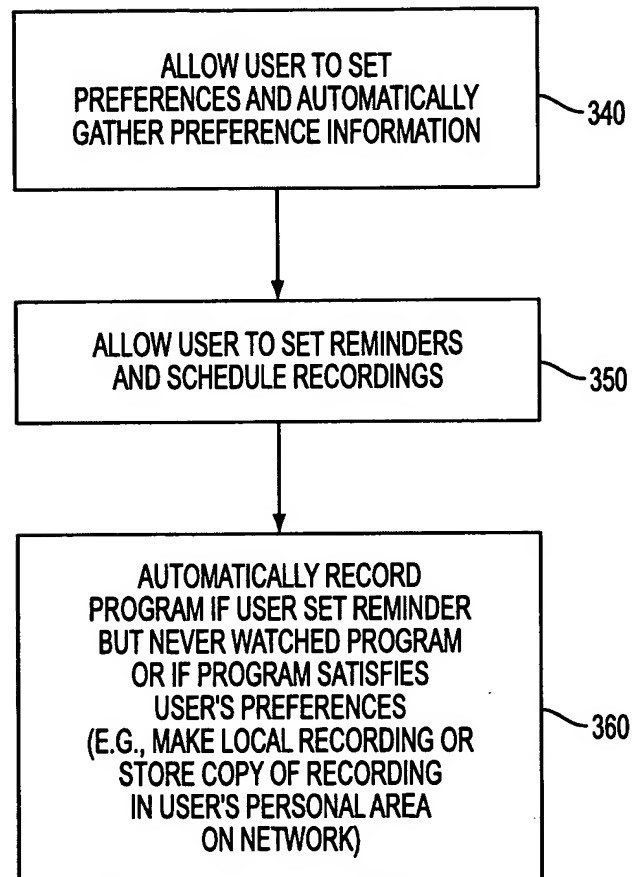 ALLOW USER TO SET
PREFERENCES AND AUTOMATICALLY
GATHER PREFERENCE INFORMATION
340
ALLOW USER TO SET REMINDERS
AND SCHEDULE RECORDINGS
350
AUTOMATICALLY RECORD
PROGRAM IF USER SET REMINDER
BUT NEVER WATCHED PROGRAM
OR IF PROGRAM SATISFIES
USER'S PREFERENCES
(E.G., MAKE LOCAL RECORDING OR
STORE COPY OF RECORDING
IN USER'S PERSONAL AREA
ON NETWORK)
360